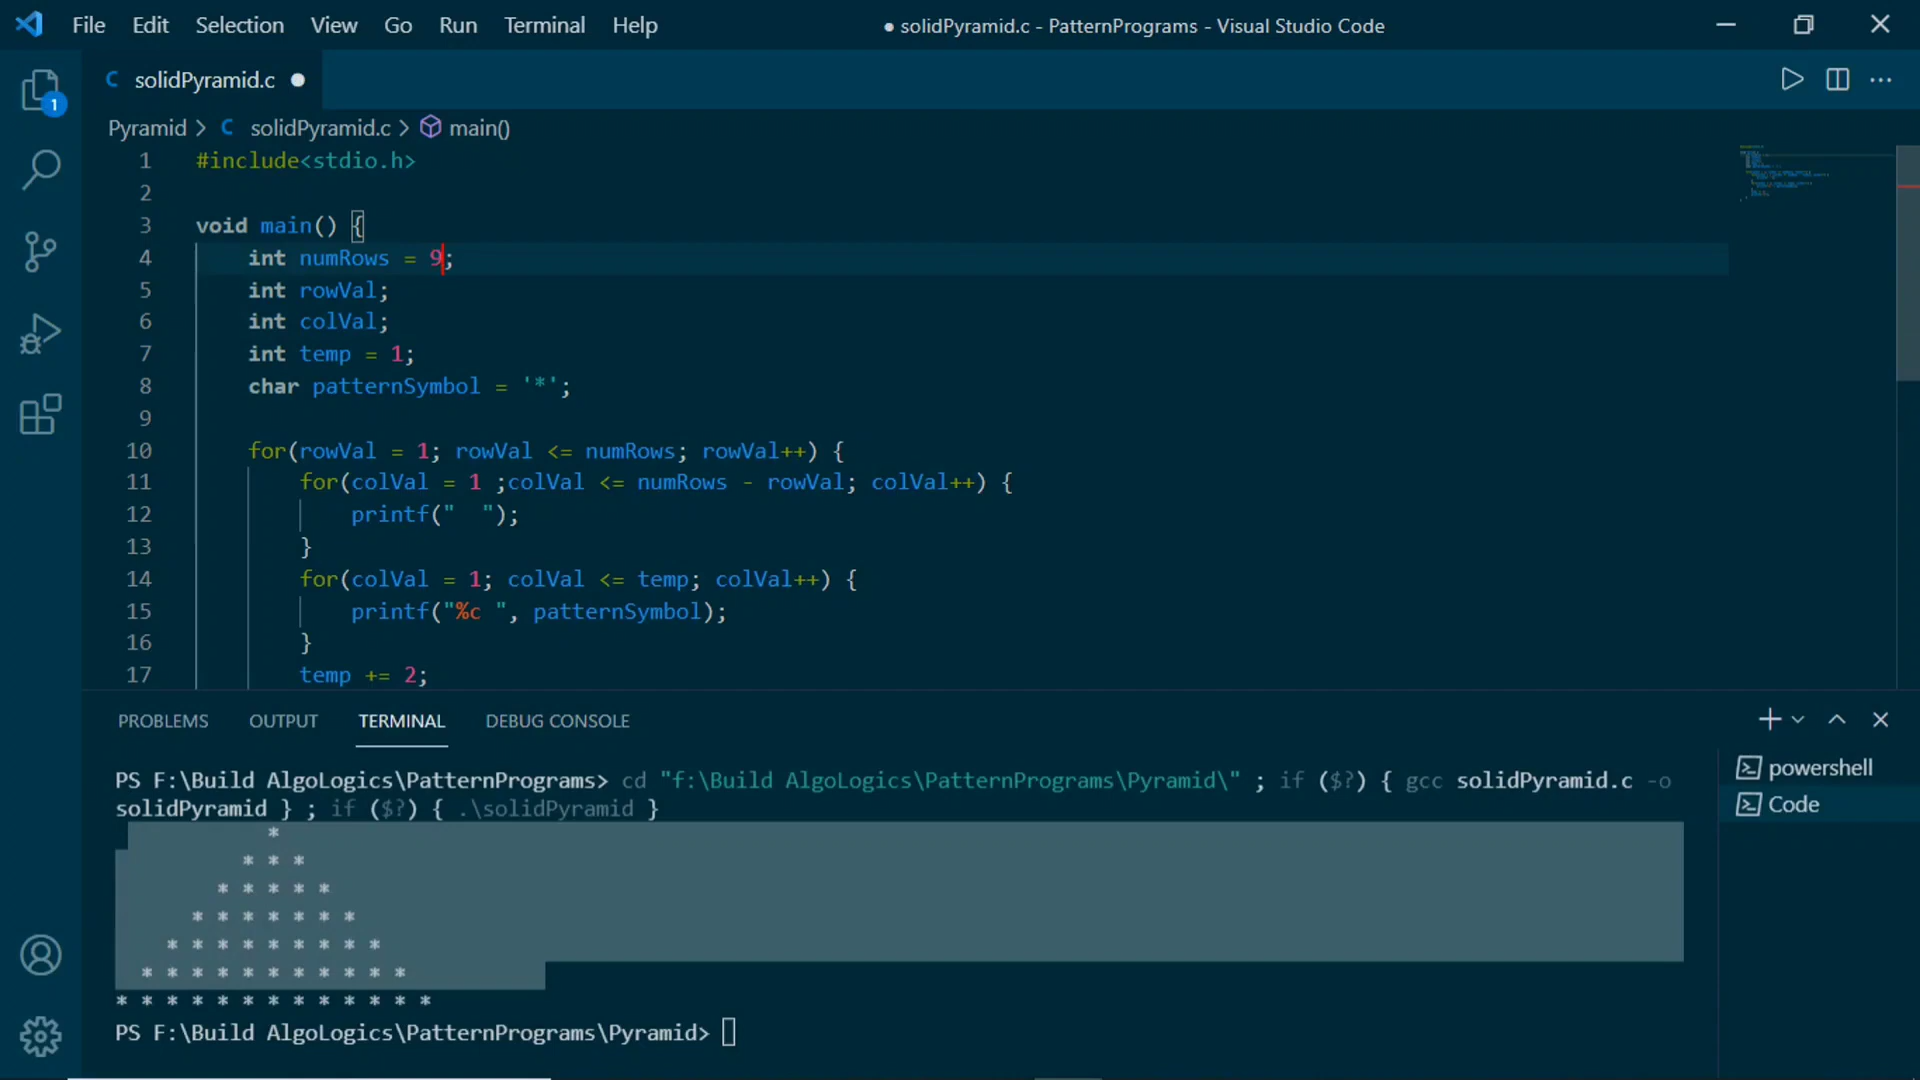 File Edit Selection View Go Run Terminal Help ● solidPyramid.c - PatternPrograms - Visual Studio Code
1
C solidPyramid.c ●
Pyramid > C solidPyramid.c > main()
1 #include<stdio.h>
2
3 void main() {
4     int numRows = 9;
5     int rowVal;
6     int colVal;
7     int temp = 1;
8     char patternSymbol = '*';
9
10     for(rowVal = 1; rowVal <= numRows; rowVal++) {
11         for(colVal = 1 ;colVal <= numRows - rowVal; colVal++) {
12             printf("  ");
13         }
14         for(colVal = 1; colVal <= temp; colVal++) {
15             printf("%c ", patternSymbol);
16         }
17         temp += 2;
PROBLEMS OUTPUT TERMINAL DEBUG CONSOLE
PS F:\Build AlgoLogics\PatternPrograms> cd "f:\Build AlgoLogics\PatternPrograms\Pyramid\" ; if ($?) { gcc solidPyramid.c -o
solidPyramid } ; if ($?) { .\solidPyramid }
            *
          * * *
        * * * * *
      * * * * * * *
    * * * * * * * * *
  * * * * * * * * * * *
* * * * * * * * * * * * *
PS F:\Build AlgoLogics\PatternPrograms\Pyramid>
powershell
Code